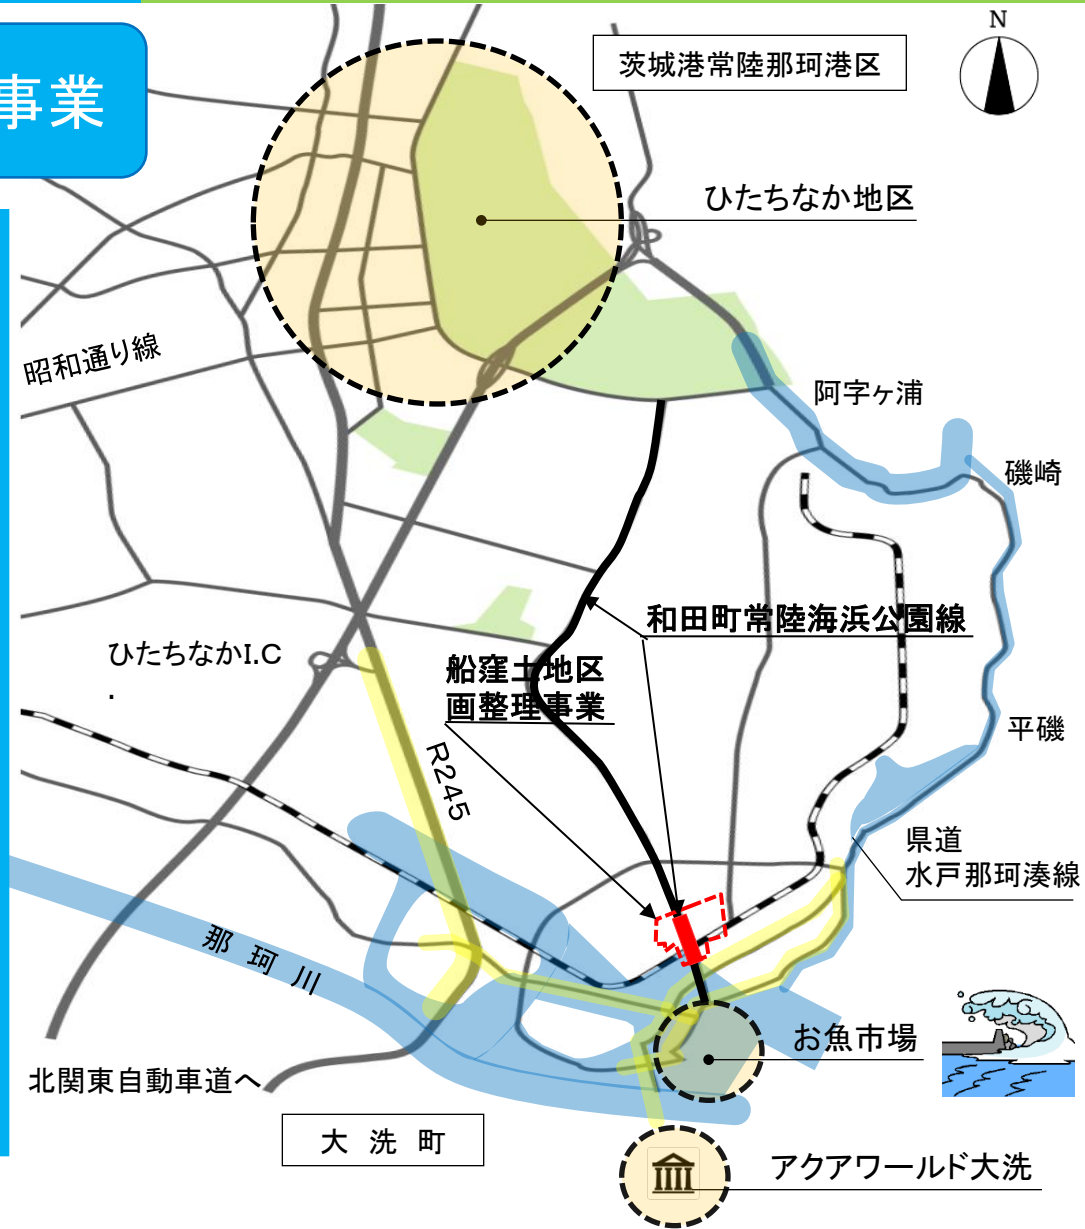 事業
N
茨城港常陸那珂港区
ひたちなか地区
昭和通り線
阿字ヶ浦
磯崎
和田町常陸海浜公園線
ひたちなかI.C
.
船窪土地区
画整理事業
平磯
R245
県道
水戸那珂湊線
那珂川
お魚市場
北関東自動車道へ
大洗町
アクアワールド大洗